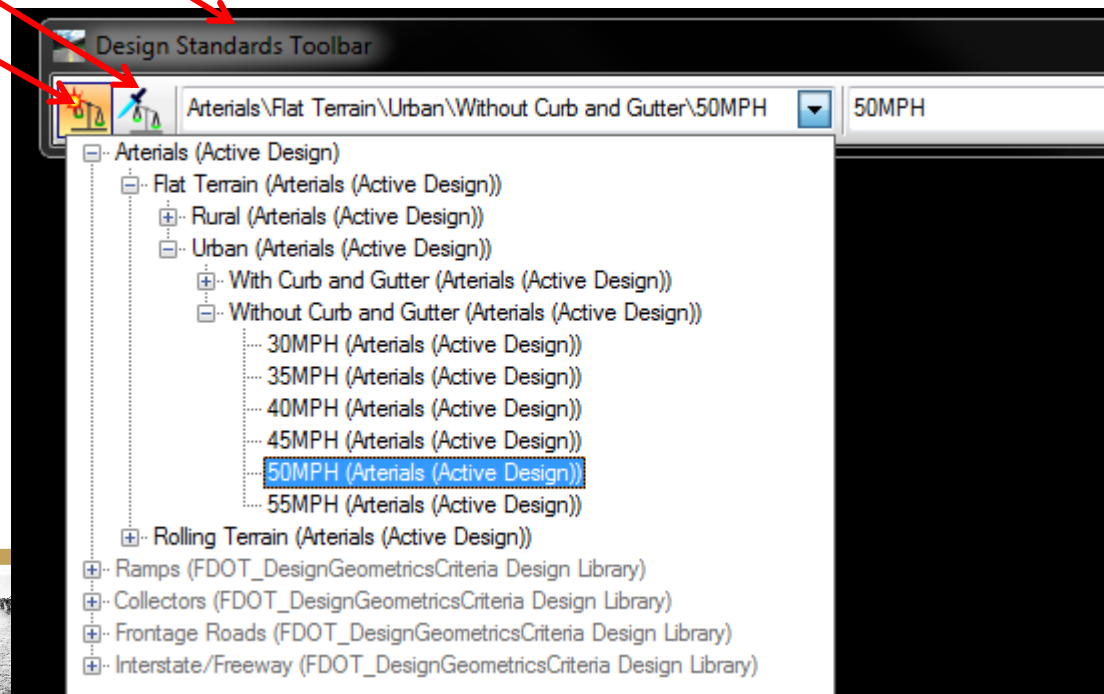 Design Standards Toolbar
Arterials\Flat Terrain\Urban\Without Curb and Gutter\50MPH 50MPH
Arterials (Active Design)
Flat Terrain (Arterials (Active Design))
Rural (Arterials (Active Design))
Urban (Arterials (Active Design))
With Curb and Gutter (Arterials (Active Design))
Without Curb and Gutter (Arterials (Active Design))
30MPH (Arterials (Active Design))
35MPH (Arterials (Active Design))
40MPH (Arterials (Active Design))
45MPH (Arterials (Active Design))
50MPH (Arterials (Active Design))
55MPH (Arterials (Active Design))
Rolling Terrain (Arterials (Active Design))
Ramps (FDOT_DesignGeometricsCriteria Design Library)
Collectors (FDOT_DesignGeometricsCriteria Design Library)
Frontage Roads (FDOT_DesignGeometricsCriteria Design Library)
Interstate/Freeway (FDOT_DesignGeometricsCriteria Design Library)